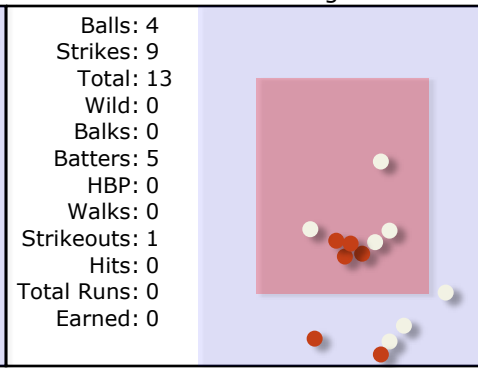 Balls: 4
Strikes: 9
Total: 13
Wild: 0
Balks: 0
Batters: 5
HBP: 0
Walks: 0
Strikeouts: 1
Hits: 0
Total Runs: 0
Earned: 0